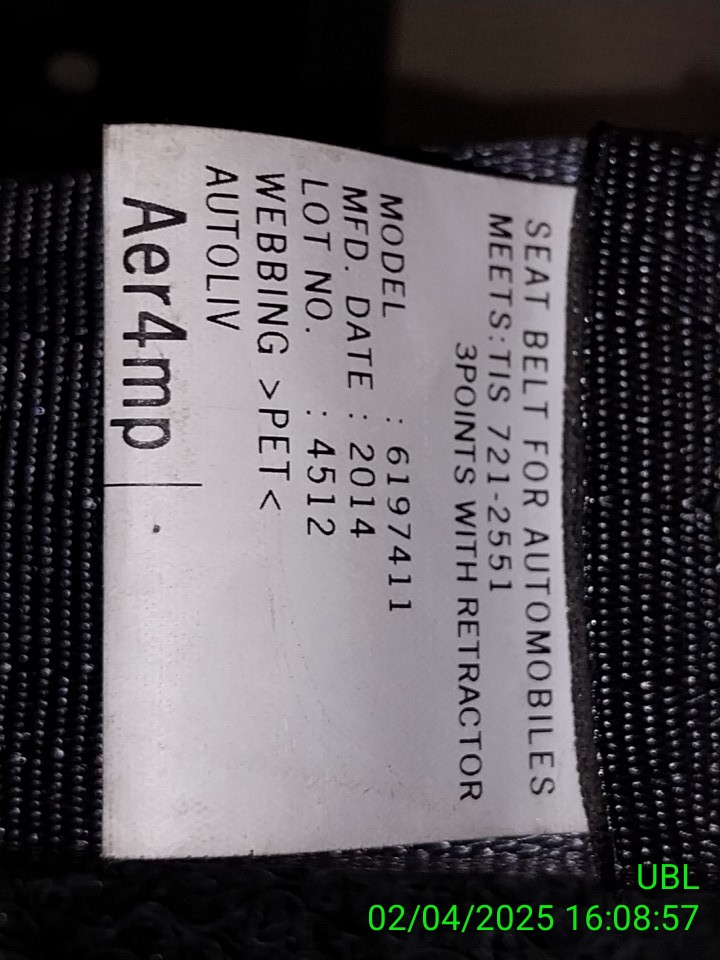 SEAT BELT FOR AUTOMOBILES
MEETS:TIS 721-2551
3POINTS WITH RETRACTOR
MODEL : 6197411
MFD. DATE : 2014
LOT NO. : 4512
WEBBING >PET<
AUTOLIV
Aer4mp
UBL
02/04/2025 16:08:57